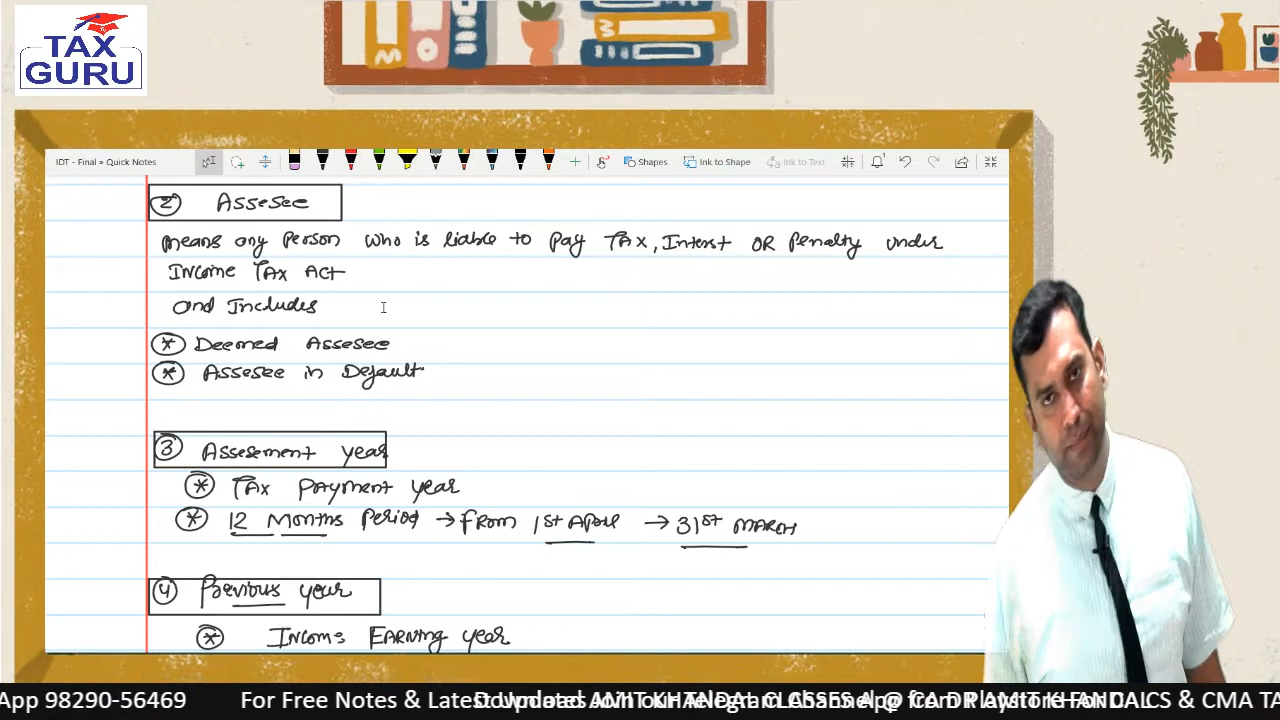 TAX
GURU
IDT - Final » Quick Notes
Shapes
Ink to Shape
Ink to Text
2 Assesee
means any Person who is liable to pay TAX, Interst OR Penalty under
Income TAX Act
and Includes
* Deemed Assesee
* Assesee in Default
3 Assesement year
* TAX Payment year
* 12 Months Period → From 1st April → 31st MARCH
4 Previous year
* Income Earning year
App 98290-56469 For Free Notes &